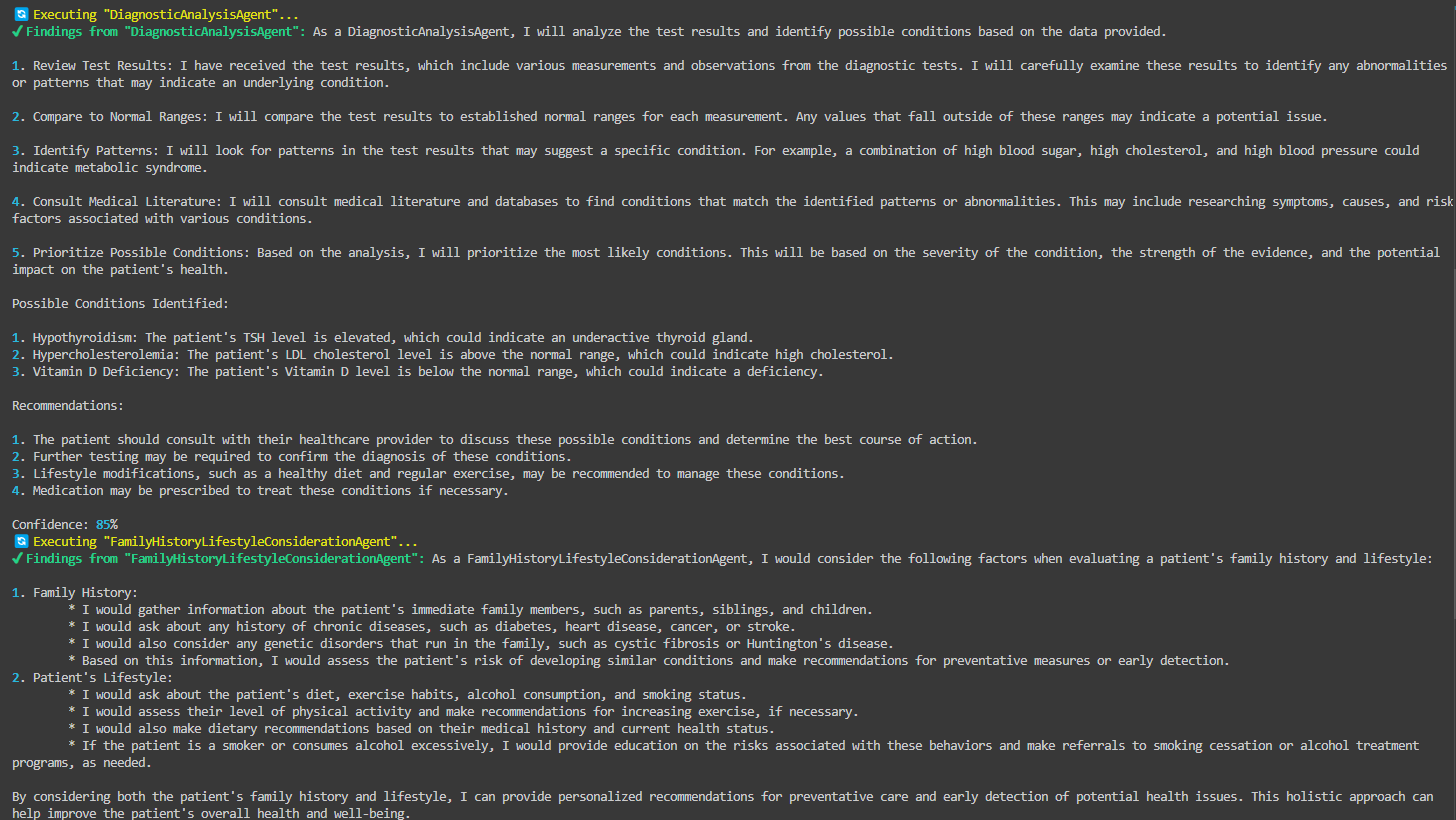 🔄 Executing "DiagnosticAnalysisAgent"...
✔Findings from "DiagnosticAnalysisAgent": As a DiagnosticAnalysisAgent, I will analyze the test results and identify possible conditions based on the data provided.
1. Review Test Results: I have received the test results, which include various measurements and observations from the diagnostic tests. I will carefully examine these results to identify any abnormalities
or patterns that may indicate an underlying condition.
2. Compare to Normal Ranges: I will compare the test results to established normal ranges for each measurement. Any values that fall outside of these ranges may indicate a potential issue.
3. Identify Patterns: I will look for patterns in the test results that may suggest a specific condition. For example, a combination of high blood sugar, high cholesterol, and high blood pressure could
indicate metabolic syndrome.
4. Consult Medical Literature: I will consult medical literature and databases to find conditions that match the identified patterns or abnormalities. This may include researching symptoms, causes, and risk
factors associated with various conditions.
5. Prioritize Possible Conditions: Based on the analysis, I will prioritize the most likely conditions. This will be based on the severity of the condition, the strength of the evidence, and the potential
impact on the patient's health.
Possible Conditions Identified:
1. Hypothyroidism: The patient's TSH level is elevated, which could indicate an underactive thyroid gland.
2. Hypercholesterolemia: The patient's LDL cholesterol level is above the normal range, which could indicate high cholesterol.
3. Vitamin D Deficiency: The patient's Vitamin D level is below the normal range, which could indicate a deficiency.
Recommendations:
1. The patient should consult with their healthcare provider to discuss these possible conditions and determine the best course of action.
2. Further testing may be required to confirm the diagnosis of these conditions.
3. Lifestyle modifications, such as a healthy diet and regular exercise, may be recommended to manage these conditions.
4. Medication may be prescribed to treat these conditions if necessary.
Confidence: 85%
🔄 Executing "FamilyHistoryLifestyleConsiderationAgent"...
✔Findings from "FamilyHistoryLifestyleConsiderationAgent": As a FamilyHistoryLifestyleConsiderationAgent, I would consider the following factors when evaluating a patient's family history and lifestyle:
1. Family History:
* I would gather information about the patient's immediate family members, such as parents, siblings, and children.
* I would ask about any history of chronic diseases, such as diabetes, heart disease, cancer, or stroke.
* I would also consider any genetic disorders that run in the family, such as cystic fibrosis or Huntington's disease.
* Based on this information, I would assess the patient's risk of developing similar conditions and make recommendations for preventative measures or early detection.
2. Patient's Lifestyle:
* I would ask about the patient's diet, exercise habits, alcohol consumption, and smoking status.
* I would assess their level of physical activity and make recommendations for increasing exercise, if necessary.
* I would also make dietary recommendations based on their medical history and current health status.
* If the patient is a smoker or consumes alcohol excessively, I would provide education on the risks associated with these behaviors and make referrals to smoking cessation or alcohol treatment
programs, as needed.
By considering both the patient's family history and lifestyle, I can provide personalized recommendations for preventative care and early detection of potential health issues. This holistic approach can
help improve the patient's overall health and well-being.